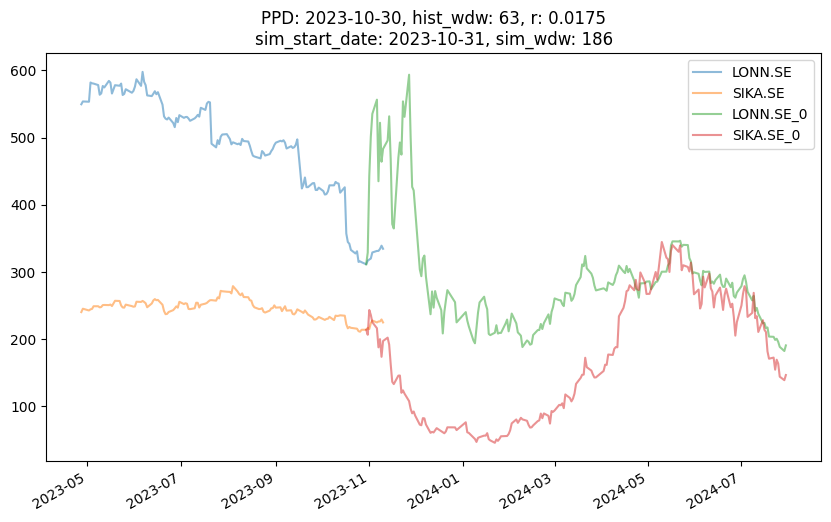 PPD: 2023-10-30, hist_wdw: 63, r: 0.0175
sim_start_date: 2023-10-31, sim_wdw: 186
LONN.SE
SIKA.SE
LONN.SE_0
SIKA.SE_0
600
500
400
300
200
100
2023-05
2023-07
2023-09
2023-11
2024-01
2024-03
2024-05
2024-07